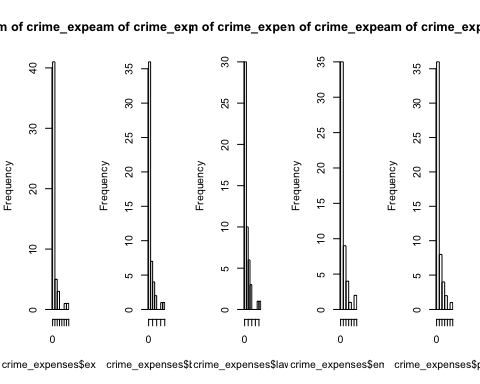 m of crime_expeam of crime_expn of crime_expen of crime_expeam of crime_exp
Frequency
0 10 20 30 40
0
crime_expenses$ex
Frequency
0 5 10 15 20 25 30 35
0
crime_expenses$b
Frequency
0 5 10 15 20 25 30
0
crime_expenses$lav
Frequency
0 5 10 15 20 25 30 35
0
crime_expenses$en
Frequency
0 5 10 15 20 25 30 35
0
crime_expenses$p